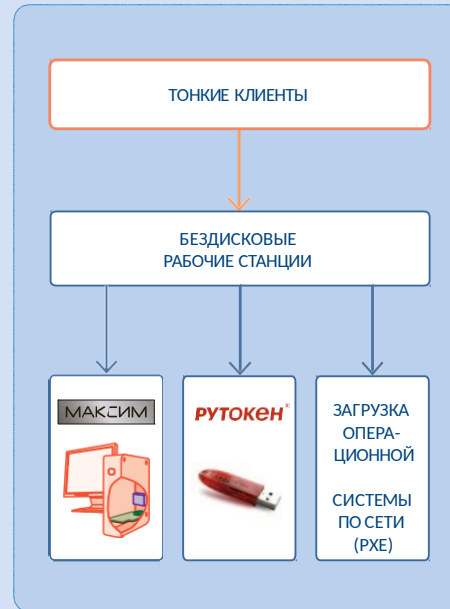 ТОНКИЕ КЛИЕНТЫ
БЕЗДИСКОВЫЕ
РАБОЧИЕ СТАНЦИИ
МАКСИМ
РУТОКЕН®
ЗАГРУЗКА
ОПЕРА-
ЦИОННОЙ
СИСТЕМЫ
ПО СЕТИ
(PXE)